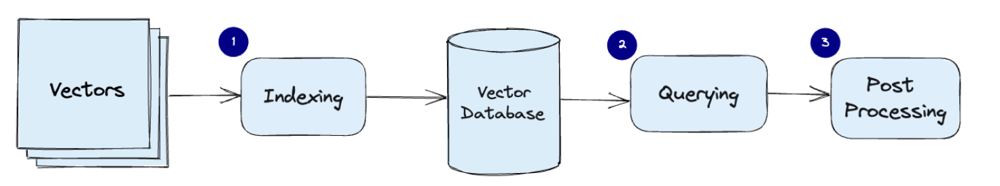 Vectors
1
Indexing
Vector
Database
2
Querying
3
Post
Processing